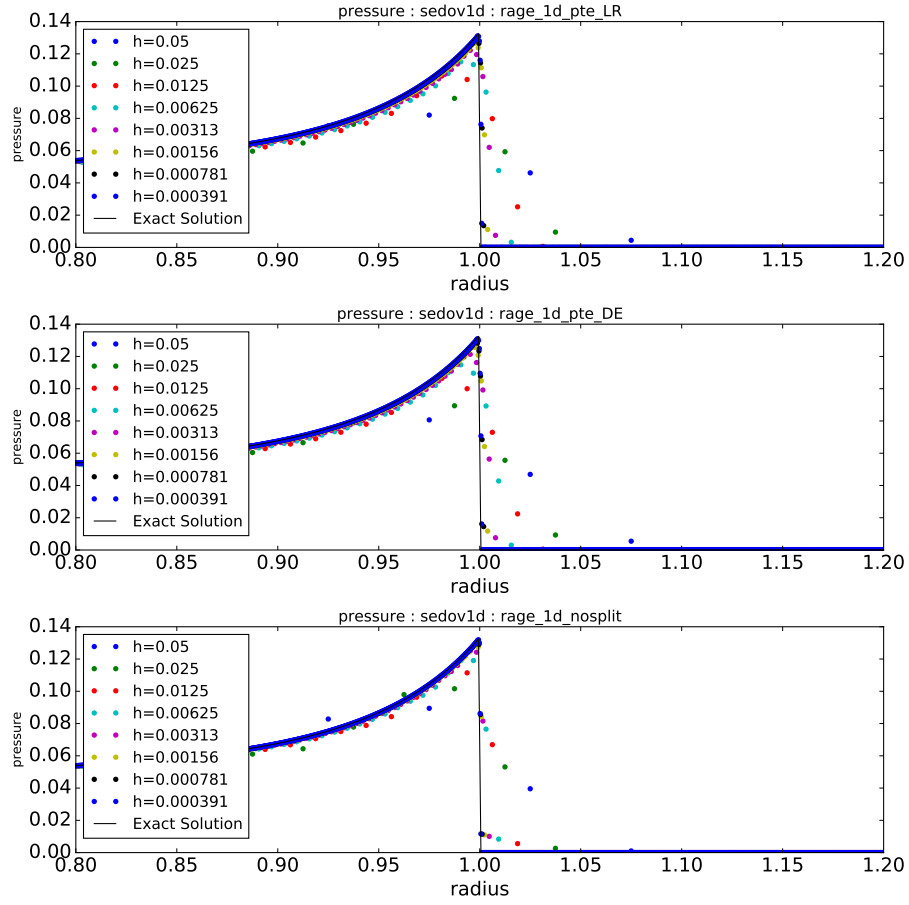 pressure : sedov1d : rage_1d_pte_LR
0.14
0.12
0.10
0.08
0.06
0.04
0.02
0.00
pressure
h=0.05
h=0.025
h=0.0125
h=0.00625
h=0.00313
h=0.00156
h=0.000781
h=0.000391
Exact Solution
0.80 0.85 0.90 0.95 1.00 1.05 1.10 1.15 1.20
radius
pressure : sedov1d : rage_1d_pte_DE
0.14
0.12
0.10
0.08
0.06
0.04
0.02
0.00
pressure
h=0.05
h=0.025
h=0.0125
h=0.00625
h=0.00313
h=0.00156
h=0.000781
h=0.000391
Exact Solution
0.80 0.85 0.90 0.95 1.00 1.05 1.10 1.15 1.20
radius
pressure : sedov1d : rage_1d_nosplit
0.14
0.12
0.10
0.08
0.06
0.04
0.02
0.00
pressure
h=0.05
h=0.025
h=0.0125
h=0.00625
h=0.00313
h=0.00156
h=0.000781
h=0.000391
Exact Solution
0.80 0.85 0.90 0.95 1.00 1.05 1.10 1.15 1.20
radius